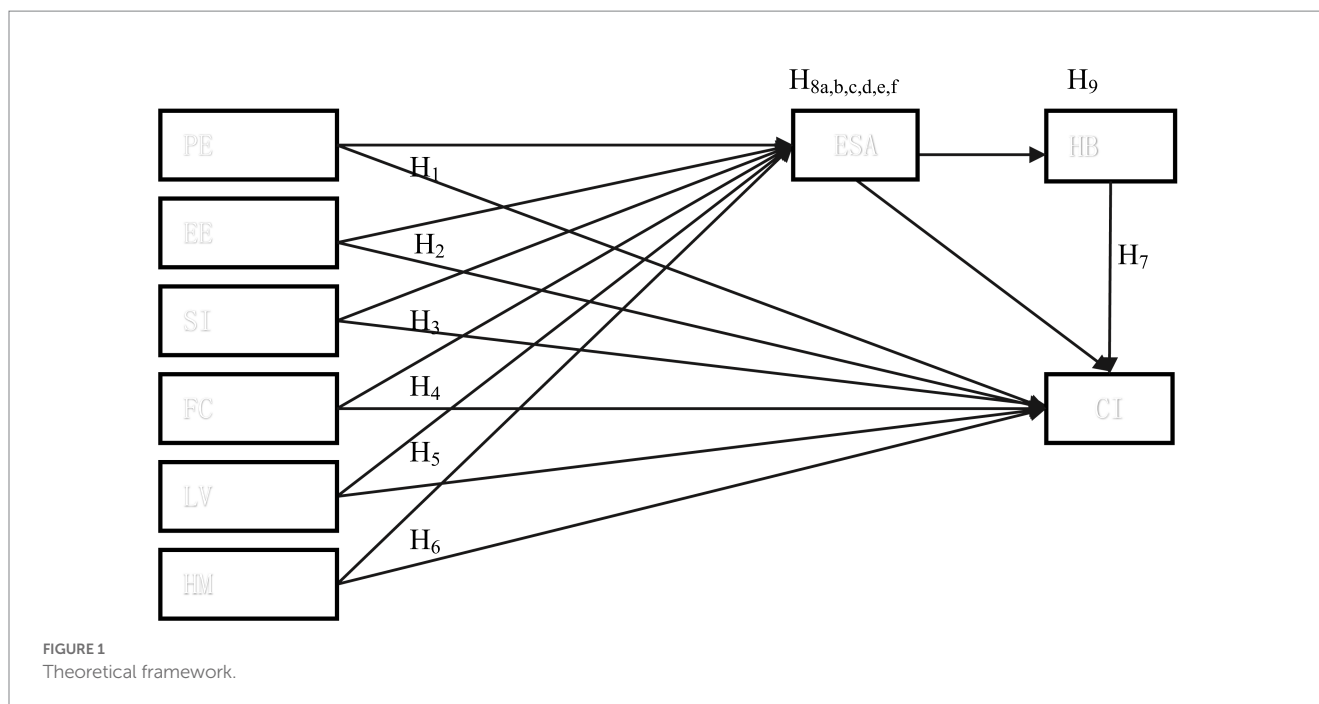 H8a,b,c,d,e,f
H9
PE
ESA
HB
H1
EE
H2
H7
SI
H3
FC
H4
CI
H5
LV
H6
HM
FIGURE 1
Theoretical framework.